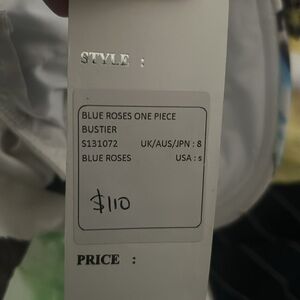 STYLE :
BLUE ROSES ONE PIECE
BUSTIER
S131072 UK/AUS/JPN : 8
BLUE ROSES USA : s
$110
PRICE :